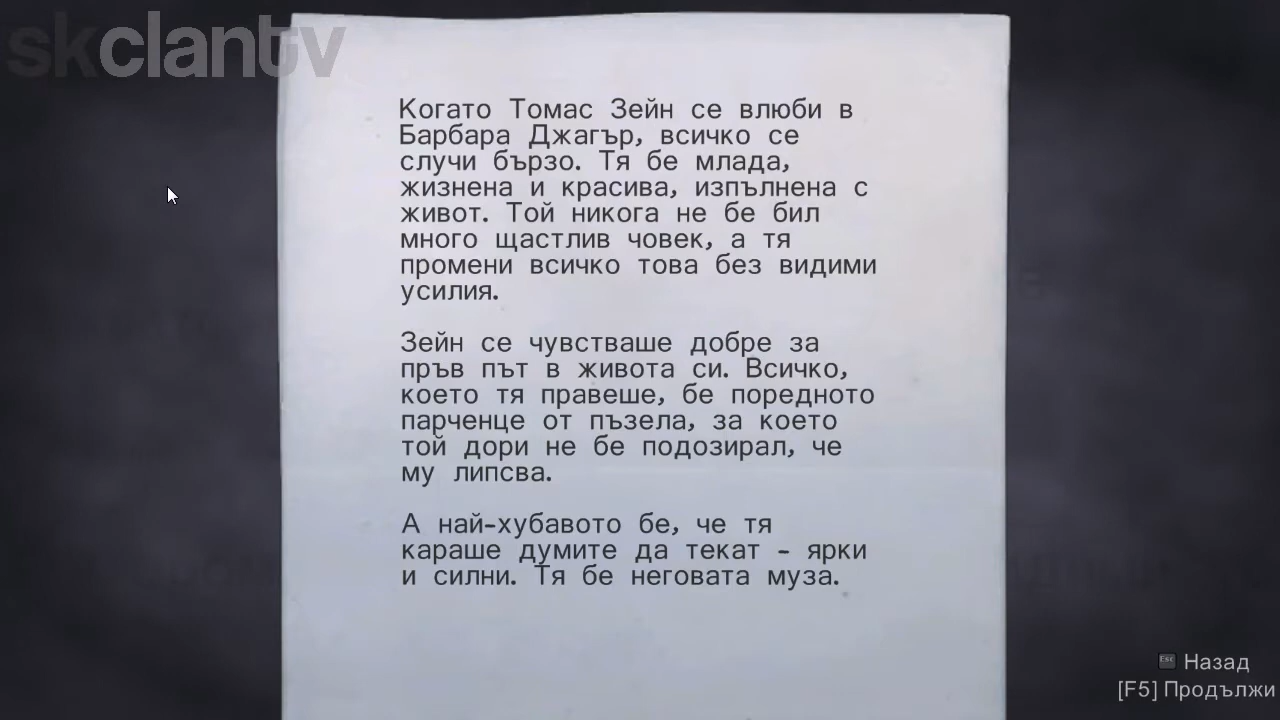 skclantv
Когато Томас Зейн се влюби в
Барбара Джагър, всичко се
случи бързо. Тя бе млада,
жизнена и красива, изпълнена с
живот. Той никога не бе бил
много щастлив човек, а тя
промени всичко това без видими
усилия.
Зейн се чувстваше добре за
пръв път в живота си. Всичко,
което тя правеше, бе поредното
парченце от пъзела, за което
той дори не бе подозирал, че
му липсва.
А най-хубавото бе, че тя
караше думите да текат - ярки
и силни. Тя бе неговата муза.
Esc Назад
[F5] Продължи